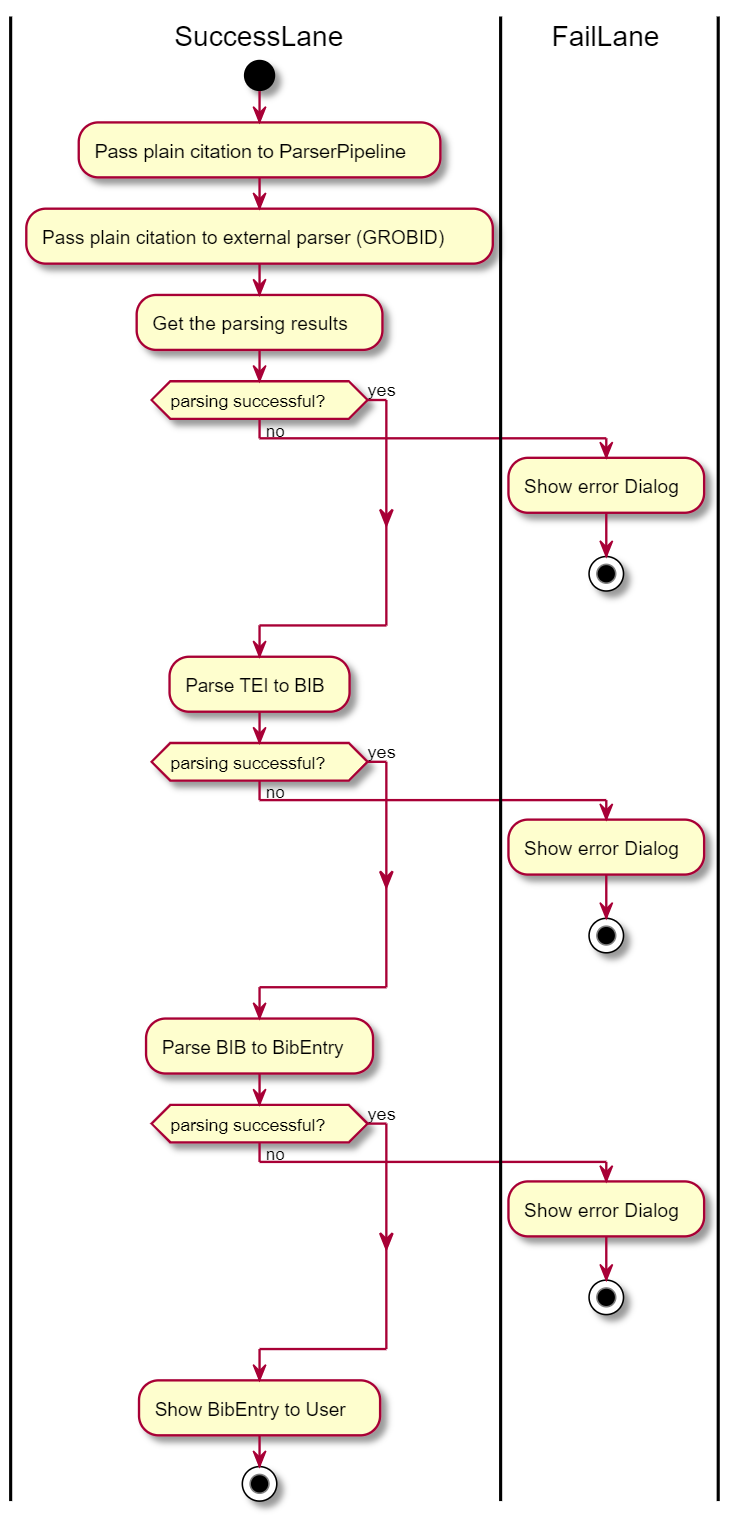 SuccessLane
FailLane
Pass plain citation to ParserPipeline
Pass plain citation to external parser (GROBID)
Get the parsing results
parsing successful?
yes
no
Show error Dialog
Parse TEI to BIB
parsing successful?
yes
no
Show error Dialog
Parse BIB to BibEntry
parsing successful?
yes
no
Show error Dialog
Show BibEntry to User